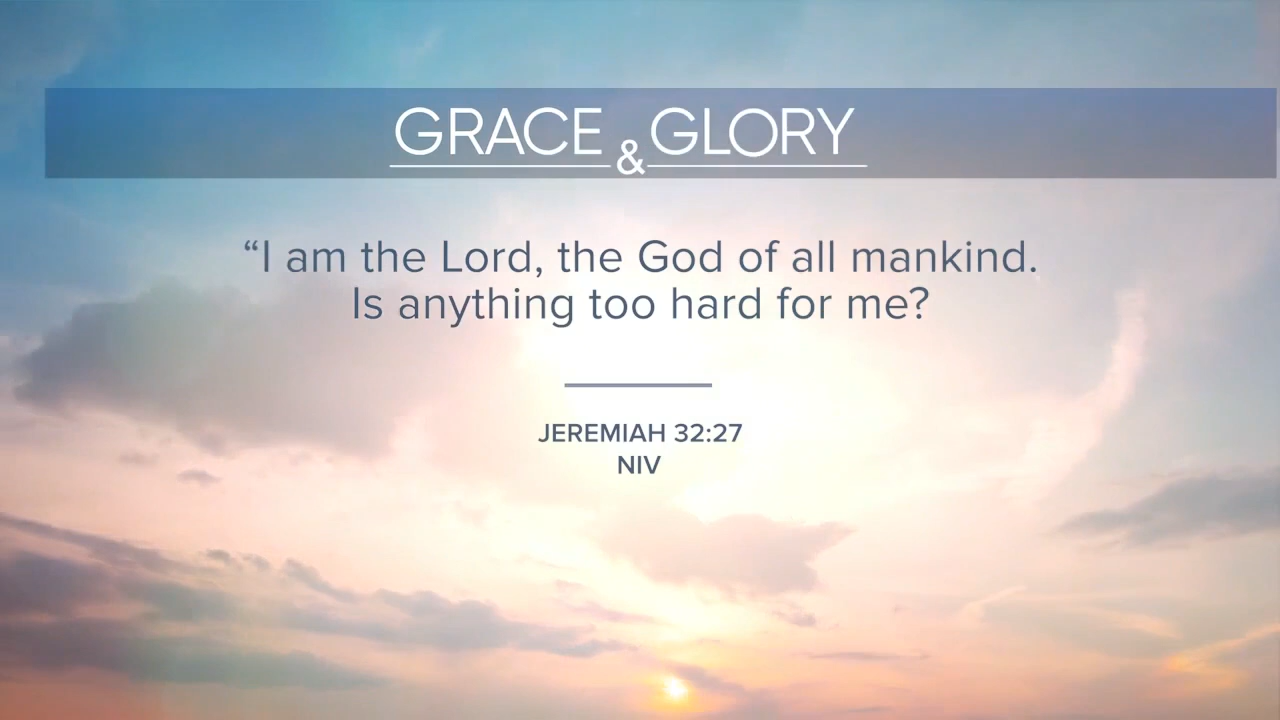 GRACE & GLORY
“I am the Lord, the God of all mankind.
Is anything too hard for me?
JEREMIAH 32:27
NIV